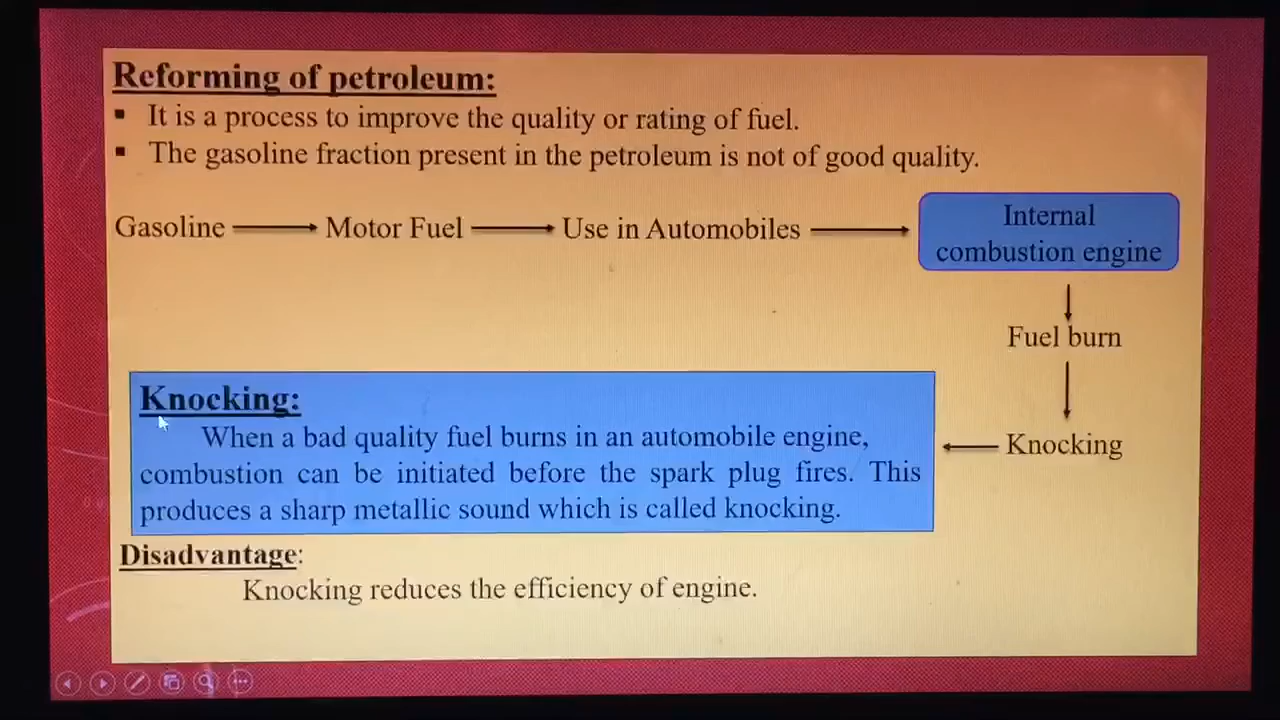 Reforming of petroleum:
▪ It is a process to improve the quality or rating of fuel.
▪ The gasoline fraction present in the petroleum is not of good quality.
Gasoline → Motor Fuel → Use in Automobiles →
Internal
combustion engine
Fuel burn
Knocking
Knocking:
When a bad quality fuel burns in an automobile engine,
combustion can be initiated before the spark plug fires. This
produces a sharp metallic sound which is called knocking.
Disadvantage:
Knocking reduces the efficiency of engine.